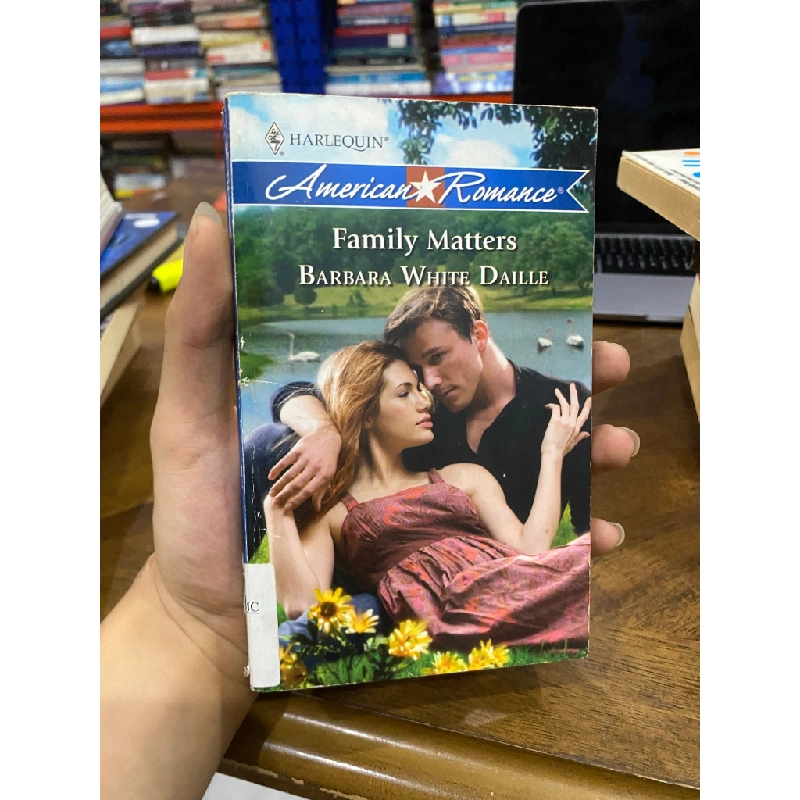 HARLEQUIN®
American Romance®
Family Matters
BARBARA WHITE DAILLE